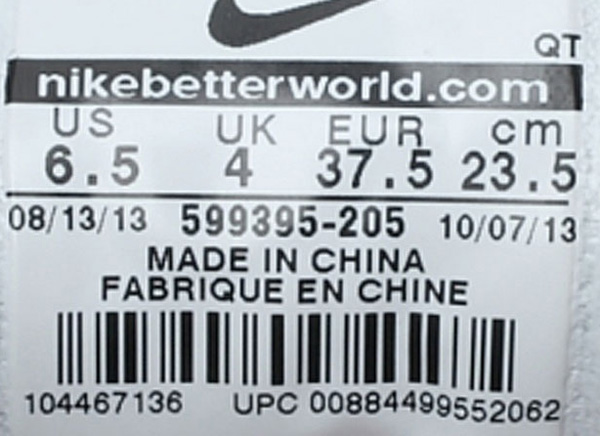 QT
nikebetterworld.com
US UK EUR cm
6.5 4 37.5 23.5
08/13/13 599395-205 10/07/13
MADE IN CHINA
FABRIQUE EN CHINE
104467136 UPC 00884499552062